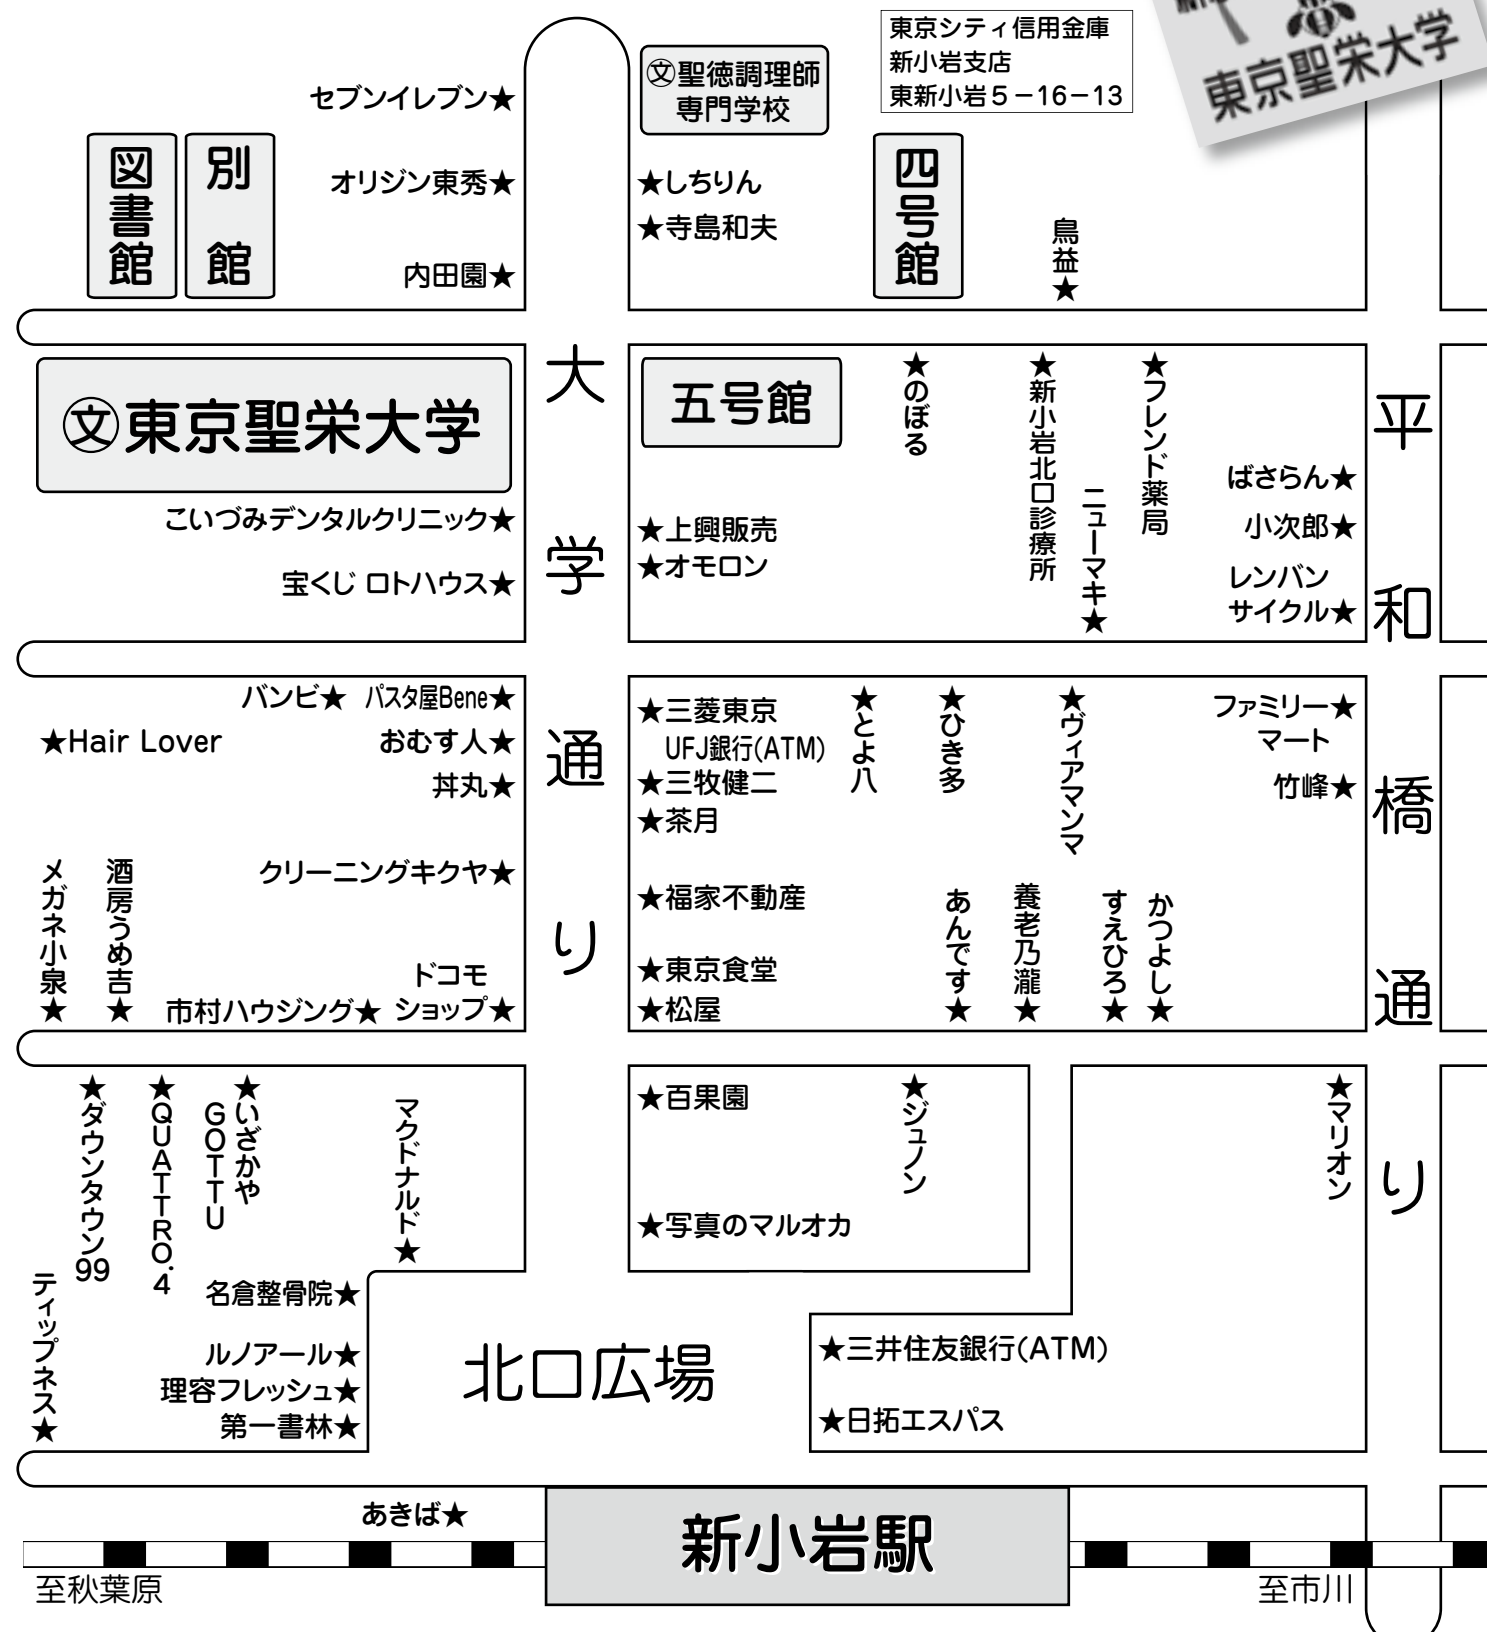 東京シティ信用金庫
新小岩支店
東新小岩5-16-13
東京聖栄大学
セブンイレブン★
㊛聖徳調理師
専門学校
図書館
別館
オリジン東秀★
内田園★
★しちりん
★寺島和夫
四号館
鳥益★
㊛東京聖栄大学
こいづみデンタルクリニック★
宝くじ ロトハウス★
五号館
★上興販売
★オモロン
★のぼる
★新小岩北口診療所
ニューマキ★
★フレンド薬局
ばさらん★
小次郎★
レンバン
サイクル★
大学通り
平和橋通り
バンビ★
パスタ屋Bene★
★Hair Lover
おむす人★
丼丸★
クリーニングキクヤ★
メガネ小泉★
酒房うめ吉★
市村ハウジング★
ドコモ
ショップ★
★三菱東京
UFJ銀行(ATM)
★三牧健二
★茶月
★福家不動産
★東京食堂
★松屋
★とよ八
★ひき多
★ヴィアマンマ
ファミリー★
マート
竹峰★
あんです★
養老乃瀧★
すえひろ★
かつよし★
★ダウンタウン99
★QUATTRO.4
★いざかや
GOTTU
マクドナルド★
ティップネス★
名倉整骨院★
ルノアール★
理容フレッシュ★
第一書林★
★百果園
★写真のマルオカ
★ジュノン
★マリオン
北口広場
★三井住友銀行(ATM)
★日拓エスパス
あきば★
新小岩駅
至秋葉原
至市川